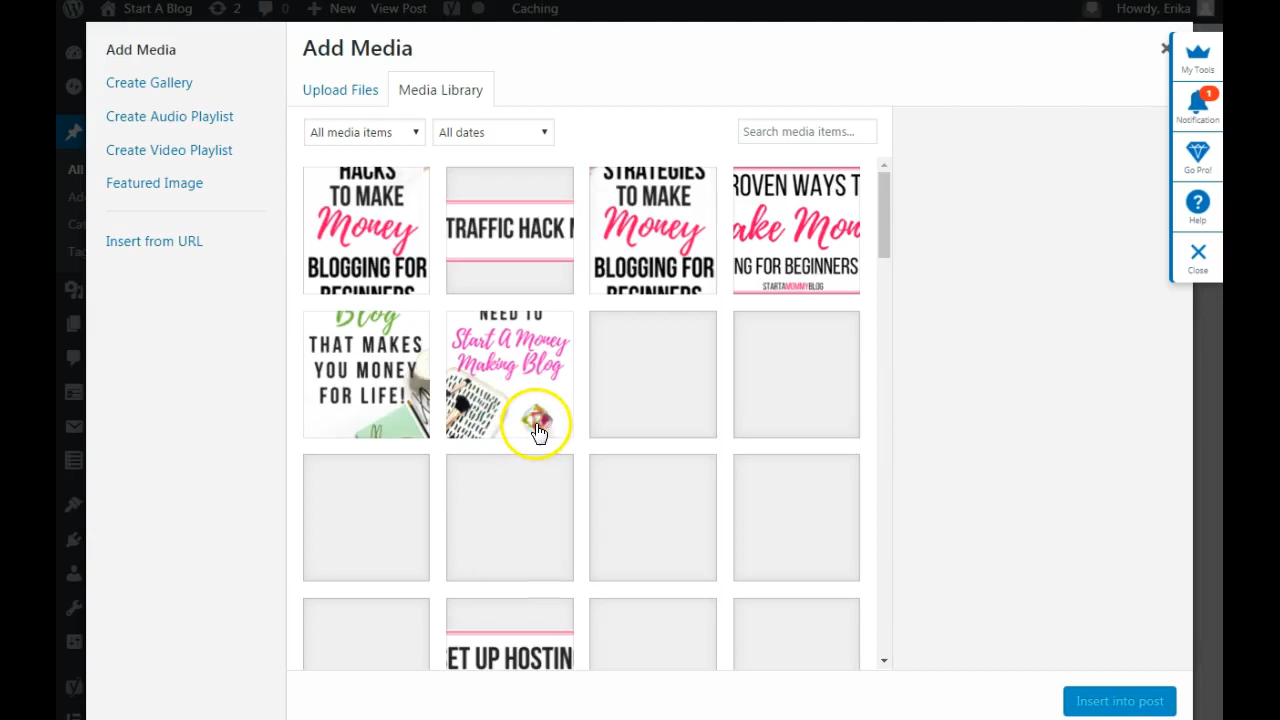 Start A Blog
2
0
New
View Post
Caching
Howdy, Erika
Add Media
Create Gallery
Create Audio Playlist
Create Video Playlist
Featured Image
Insert from URL
All
Add Media
Upload Files
Media Library
All media items
All dates
Search media items...
HACKS
TO MAKE
Money
BLOGGING FOR
BEGINNERS
TRAFFIC HACK
STRATEGIES
TO MAKE
Money
BLOGGING FOR
BEGINNERS
ROVEN WAYS T
ake Mon
NG FOR BEGINNERS
STARTAMOMMYBLOG
Blog
THAT MAKES
YOU MONEY
FOR LIFE!
NEED TO
Start A Money
Making Blog
ET UP HOSTIN
Insert into post
My Tools
1
Notification
Go Pro!
Help
Close